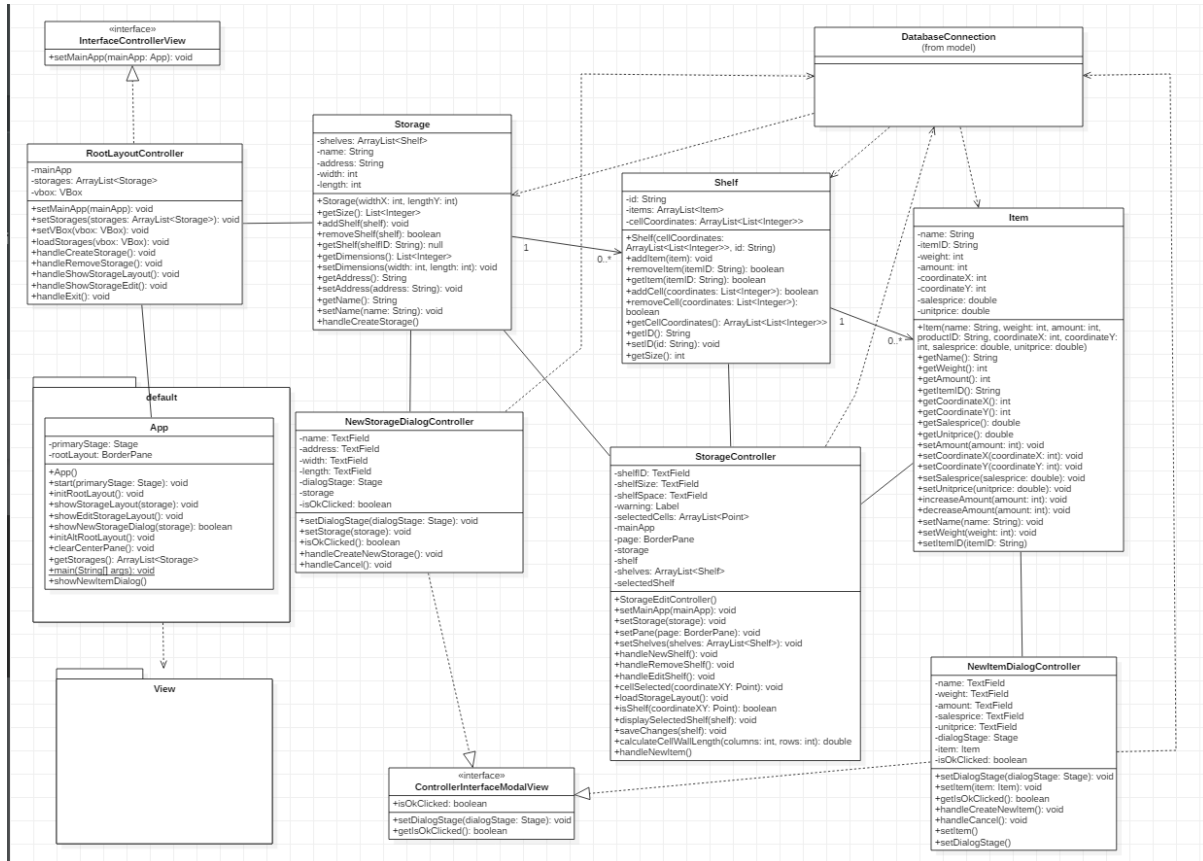 «interface»
InterfaceControllerView
+setMainApp(mainApp: App): void
RootLayoutController
-mainApp
-storages: ArrayList<Storage>
-vbox: VBox
+setMainApp(mainApp): void
+setStorages(storages: ArrayList<Storage>): void
+setVBox(vbox: VBox): void
+loadStorages(vbox: VBox): void
+handleCreateStorage(): void
+handleRemoveStorage(): void
+handleShowStorageLayout(): void
+handleShowStorageEdit(): void
+handleExit(): void
Storage
-shelves: ArrayList<Shelf>
-name: String
-address: String
-width: int
-length: int
+Storage(widthX: int, lengthY: int)
+getSize(): List<Integer>
+addShelf(shelf): void
+removeShelf(shelf): boolean
+getShelf(shelfID: String): null
+getDimensions(): List<Integer>
+setDimensions(width: int, length: int): void
+getAddress(): String
+setAddress(address: String): void
+getName(): String
+setName(name: String): void
+handleCreateStorage()
DatabaseConnection
(from model)
1
0..*
Shelf
-id: String
-items: ArrayList<Item>
-cellCoordinates: ArrayList<List<Integer>>
+Shelf(cellCoordinates:
ArrayList<List<Integer>>, id: String)
+addItem(item): void
+removeItem(itemID: String): boolean
+getItem(itemID: String): boolean
+addCell(coordinates: List<Integer>): boolean
+removeCell(coordinates: List<Integer>):
boolean
+getCellCoordinates(): ArrayList<List<Integer>>
+getID(): String
+setID(id: String): void
+getSize(): int
1
0..*
Item
-name: String
-itemID: String
-weight: int
-amount: int
-coordinateX: int
-coordinateY: int
-salesprice: double
-unitprice: double
+Item(name: String, weight: int, amount: int,
productID: String, coordinateX: int, coordinateY:
int, salesprice: double, unitprice: double)
+getName(): String
+getWeight(): int
+getAmount(): int
+getItemID(): String
+getCoordinateX(): int
+getCoordinateY(): int
+getSalesprice(): double
+getUnitprice(): double
+setAmount(amount: int): void
+setCoordinateX(coordinateX: int): void
+setCoordinateY(coordinateY: int): void
+setSalesprice(salesprice: double): void
+setUnitprice(unitprice: double): void
+increaseAmount(amount: int): void
+decreaseAmount(amount: int): void
+setName(name: String): void
+setWeight(weight: int): void
+setItemID(itemID: String)
default
App
-primaryStage: Stage
-rootLayout: BorderPane
+App()
+start(primaryStage: Stage): void
+initRootLayout(): void
+showStorageLayout(storage): void
+showEditStorageLayout(): void
+showNewStorageDialog(storage): boolean
+initAltRootLayout(): void
+clearCenterPane(): void
+getStorages(): ArrayList<Storage>
+main(String[] args): void
+showNewItemDialog()
NewStorageDialogController
-name: TextField
-address: TextField
-width: TextField
-length: TextField
-dialogStage: Stage
-storage
-isOkClicked: boolean
+setDialogStage(dialogStage: Stage): void
+setStorage(storage): void
+isOkClicked(): boolean
+handleCreateNewStorage(): void
+handleCancel(): void
StorageController
-shelfID: TextField
-shelfSize: TextField
-shelfSpace: TextField
-warning: Label
-selectedCells: ArrayList<Point>
-mainApp
-page: BorderPane
-storage
-shelf
-shelves: ArrayList<Shelf>
-selectedShelf
+StorageEditController()
+setMainApp(mainApp): void
+setStorage(storage): void
+setPane(page: BorderPane): void
+setShelves(shelves: ArrayList<Shelf>): void
+handleNewShelf(): void
+handleRemoveShelf(): void
+handleEditShelf(): void
+cellSelected(coordinateXY: Point): void
+loadStorageLayout(): void
+isShelf(coordinateXY: Point): boolean
+displaySelectedShelf(shelf): void
+saveChanges(shelf): void
+calculateCellWallLength(columns: int, rows: int): double
+handleNewItem()
View
NewItemDialogController
-name: TextField
-weight: TextField
-amount: TextField
-salesprice: TextField
-unitprice: TextField
-dialogStage: Stage
-item: Item
-isOkClicked: boolean
+setDialogStage(dialogStage: Stage): void
+setItem(item: Item): void
+getIsOkClicked(): boolean
+handleCreateNewItem(): void
+handleCancel(): void
+setItem()
+setDialogStage()
«interface»
ControllerInterfaceModalView
+isOkClicked: boolean
+setDialogStage(dialogStage: Stage): void
+getIsOkClicked(): boolean